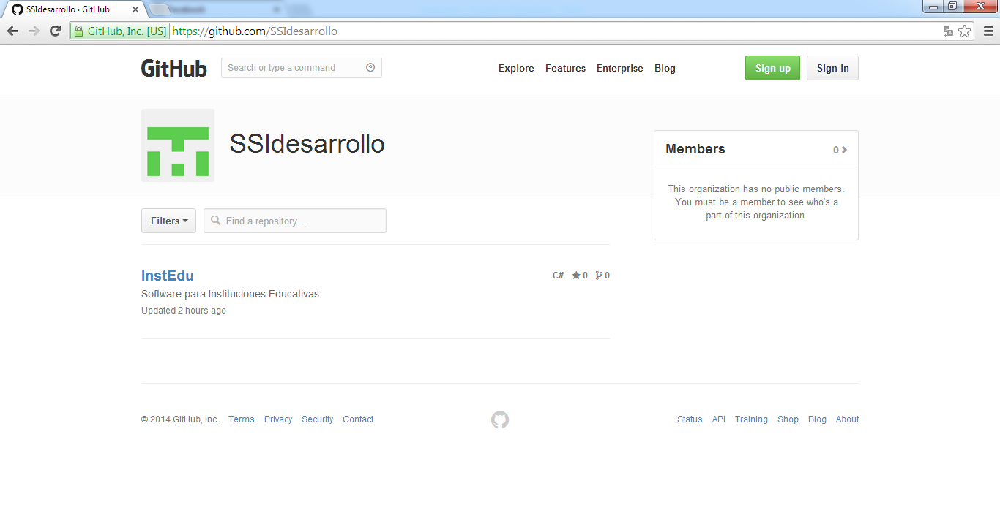 SSIdesarrollo · GitHub
GitHub, Inc. [US] https://github.com/SSIdesarrollo
GitHub Search or type a command Explore Features Enterprise Blog Sign up Sign in
SSIdesarrollo
Members 0
This organization has no public members.
You must be a member to see who's a
part of this organization.
Filters Find a repository...
InstEdu C# 0 0
Software para Instituciones Educativas
Updated 2 hours ago
© 2014 GitHub, Inc. Terms Privacy Security Contact Status API Training Shop Blog About